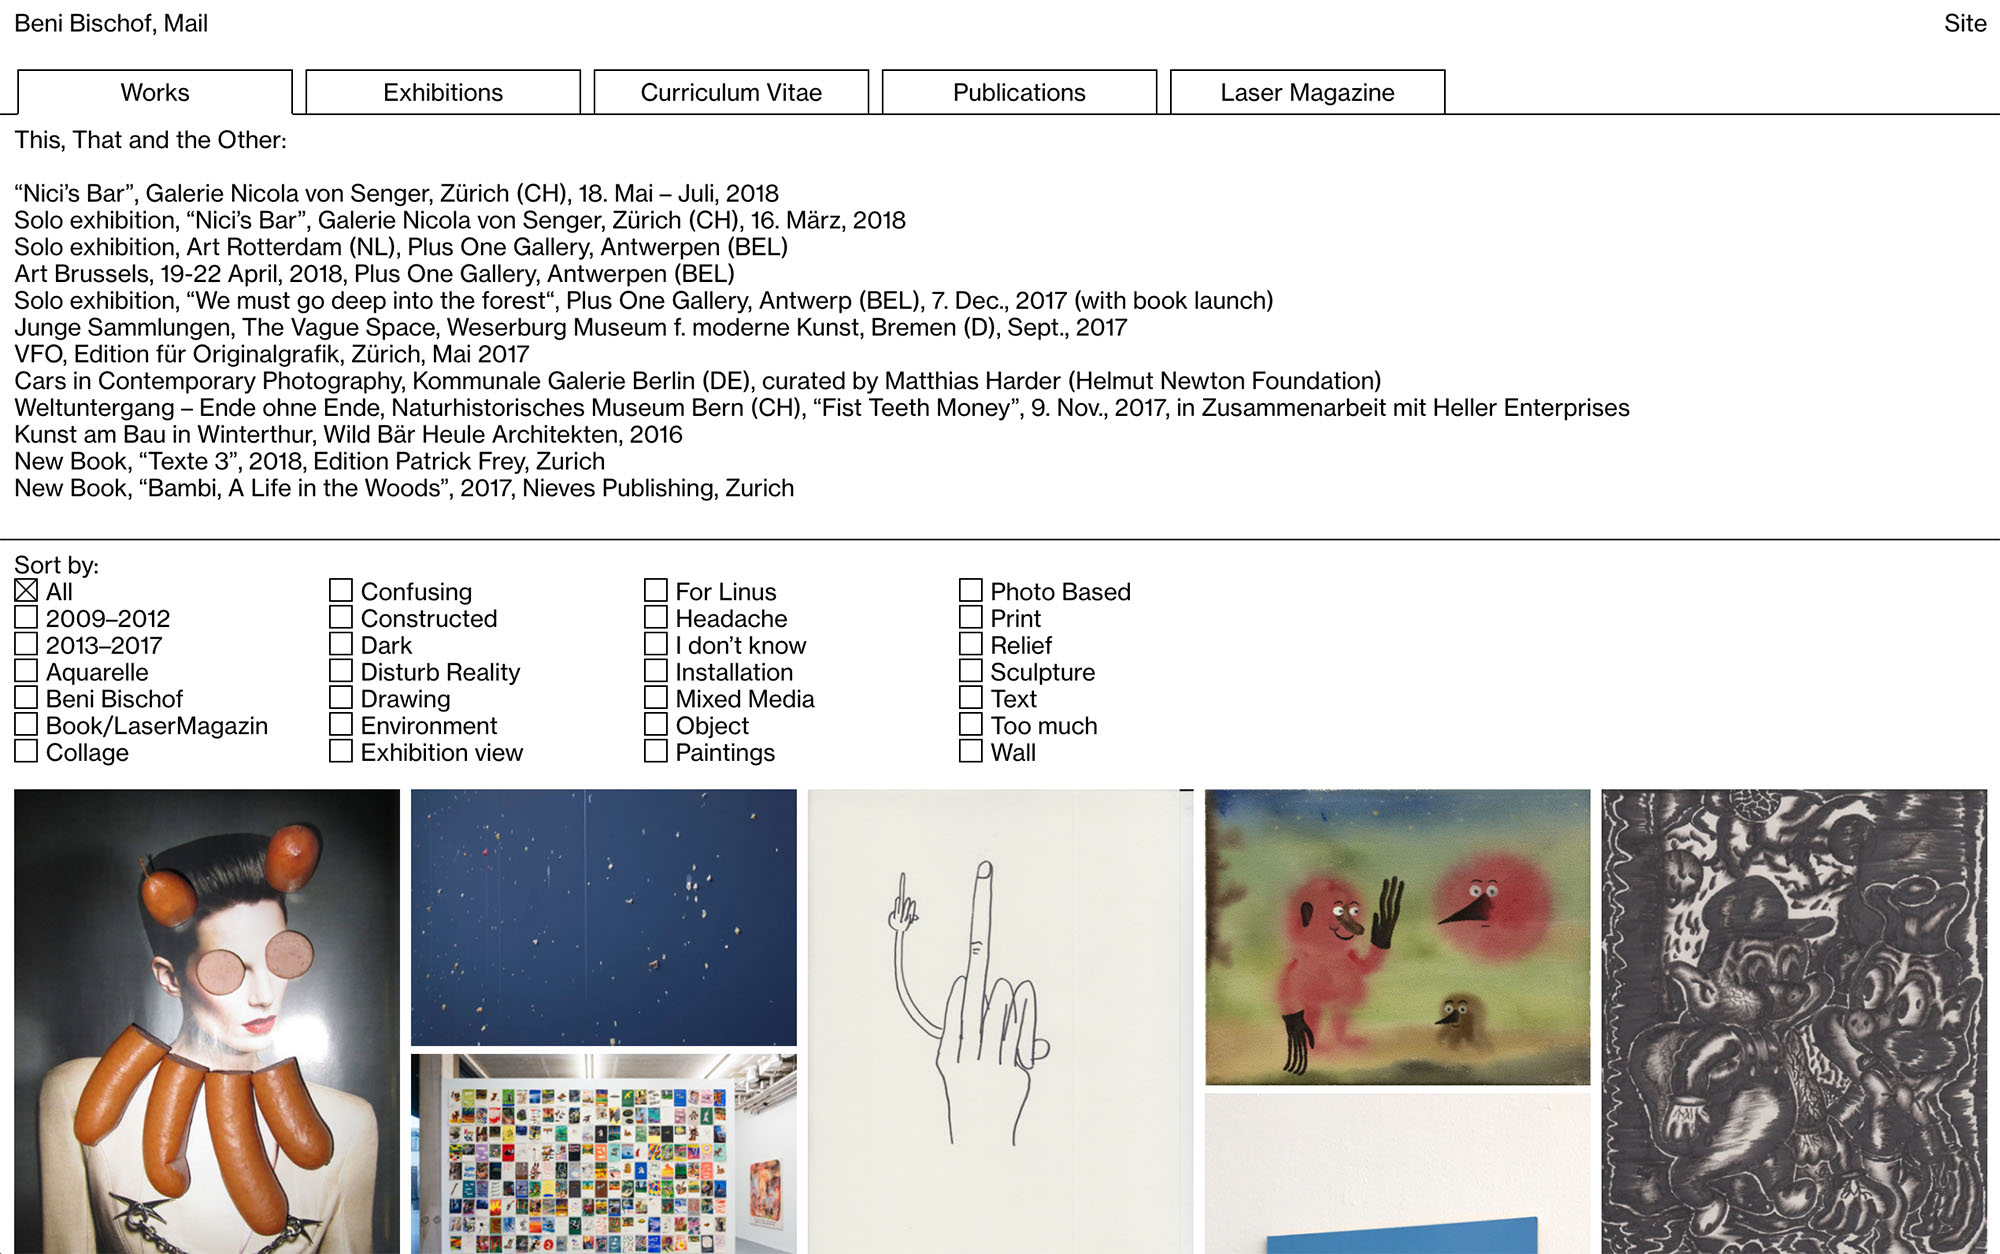 Beni Bischof, Mail
Site
Works
Exhibitions
Curriculum Vitae
Publications
Laser Magazine
This, That and the Other:
“Nici’s Bar”, Galerie Nicola von Senger, Zürich (CH), 18. Mai – Juli, 2018
Solo exhibition, “Nici’s Bar”, Galerie Nicola von Senger, Zürich (CH), 16. März, 2018
Solo exhibition, Art Rotterdam (NL), Plus One Gallery, Antwerpen (BEL)
Art Brussels, 19-22 April, 2018, Plus One Gallery, Antwerpen (BEL)
Solo exhibition, “We must go deep into the forest“, Plus One Gallery, Antwerp (BEL), 7. Dec., 2017 (with book launch)
Junge Sammlungen, The Vague Space, Weserburg Museum f. moderne Kunst, Bremen (D), Sept., 2017
VFO, Edition für Originalgrafik, Zürich, Mai 2017
Cars in Contemporary Photography, Kommunale Galerie Berlin (DE), curated by Matthias Harder (Helmut Newton Foundation)
Weltuntergang – Ende ohne Ende, Naturhistorisches Museum Bern (CH), “Fist Teeth Money”, 9. Nov., 2017, in Zusammenarbeit mit Heller Enterprises
Kunst am Bau in Winterthur, Wild Bär Heule Architekten, 2016
New Book, “Texte 3”, 2018, Edition Patrick Frey, Zurich
New Book, “Bambi, A Life in the Woods”, 2017, Nieves Publishing, Zurich
Sort by:
All
2009–2012
2013–2017
Aquarelle
Beni Bischof
Book/LaserMagazin
Collage
Confusing
Constructed
Dark
Disturb Reality
Drawing
Environment
Exhibition view
For Linus
Headache
I don’t know
Installation
Mixed Media
Object
Paintings
Photo Based
Print
Relief
Sculpture
Text
Too much
Wall